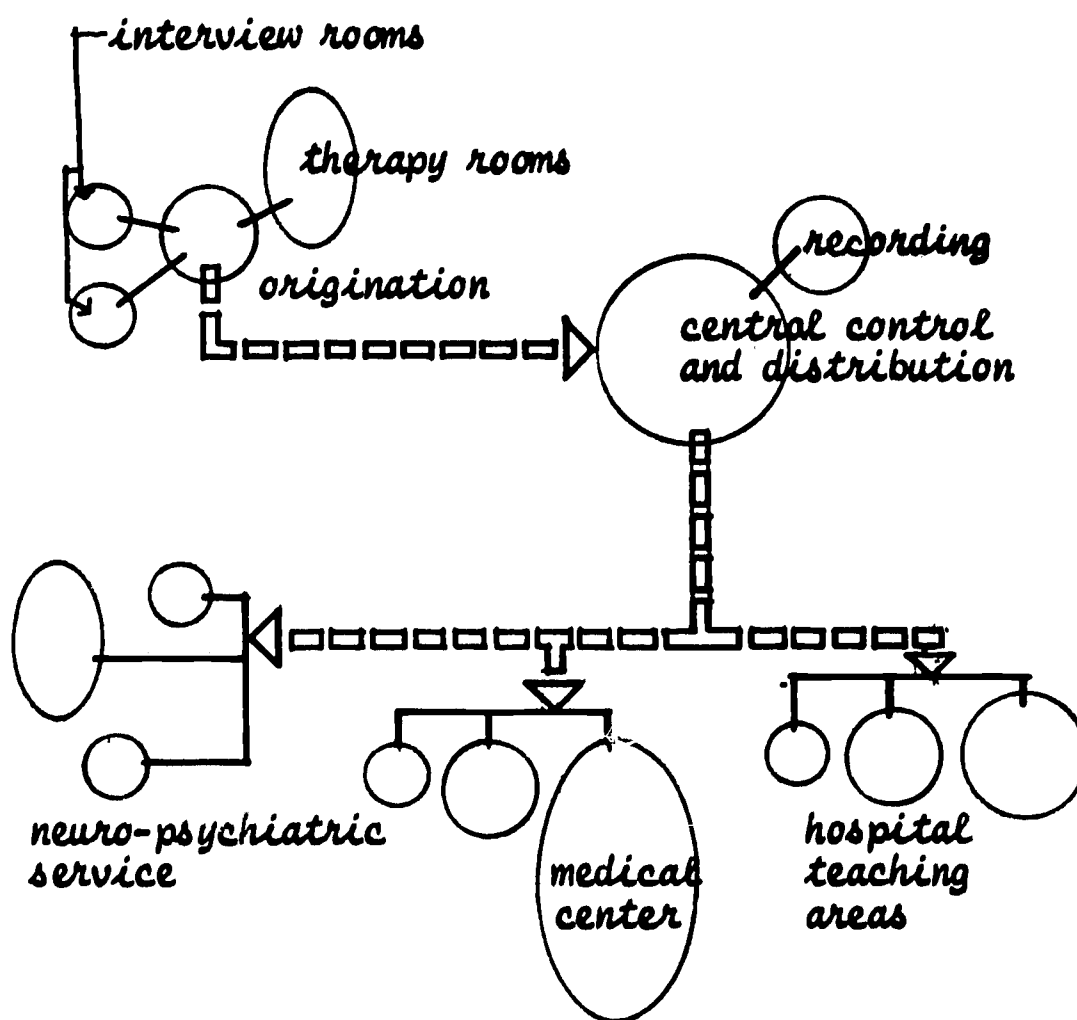 interview rooms
therapy rooms
origination
recording
central control
and distribution
neuro-psychiatric
service
medical
center
hospital
teaching
areas